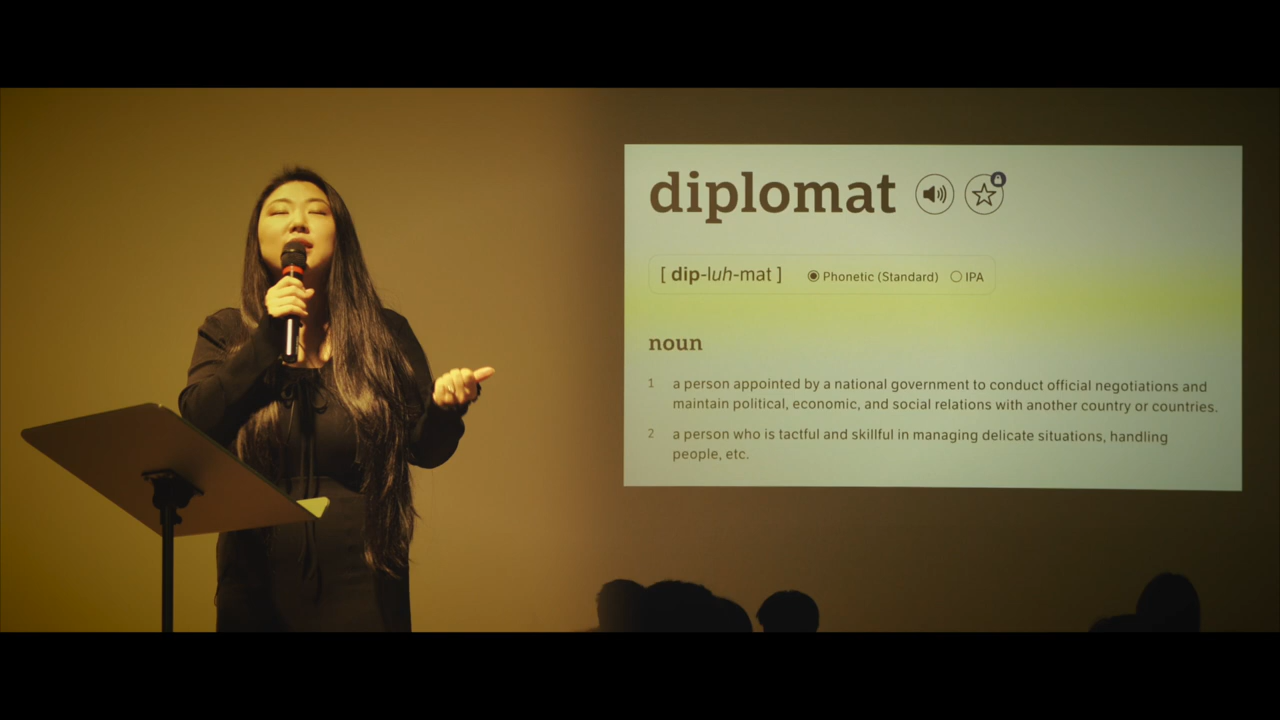 diplomat
[ dip-luh-mat ] Phonetic (Standard) IPA
noun
1 a person appointed by a national government to conduct official negotiations and
maintain political, economic, and social relations with another country or countries.
2 a person who is tactful and skillful in managing delicate situations, handling
people, etc.